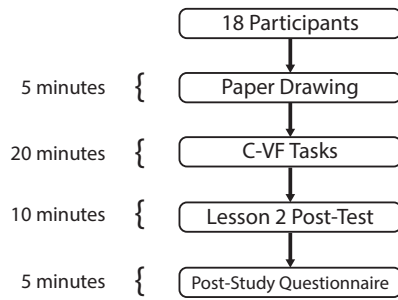 18 Participants
5 minutes { Paper Drawing
20 minutes { C-VF Tasks
10 minutes { Lesson 2 Post-Test
5 minutes { Post-Study Questionnaire